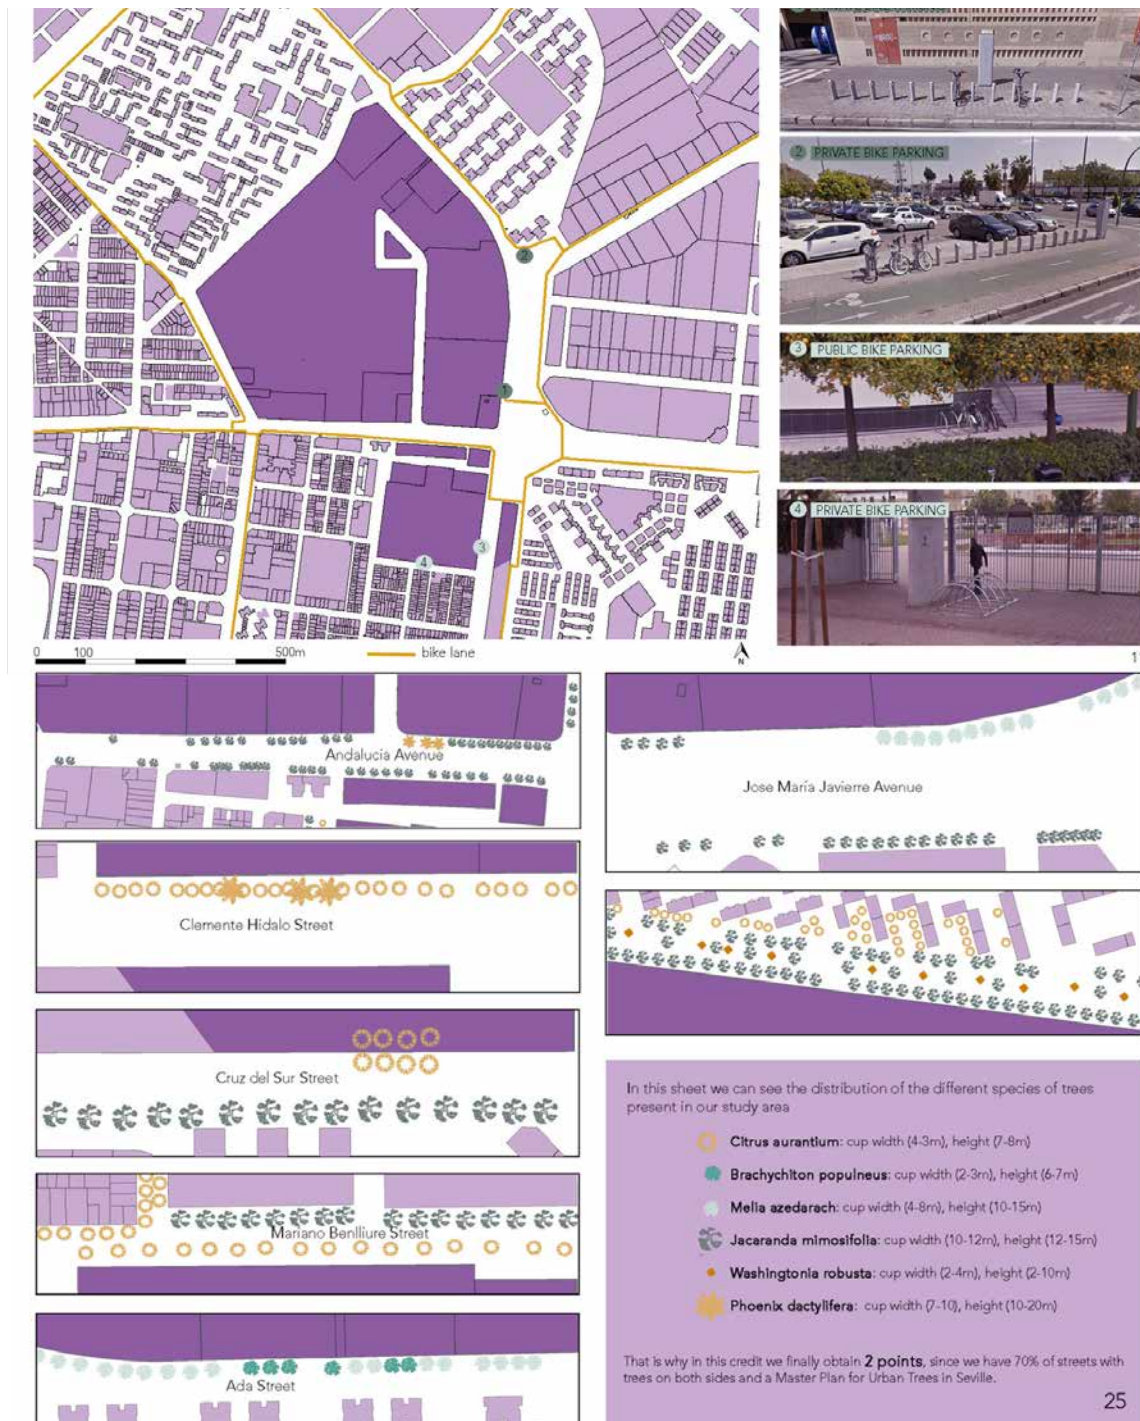 1
2
3
4
0 100 500m
bike lane
N
2 PRIVATE BIKE PARKING
3 PUBLIC BIKE PARKING
4 PRIVATE BIKE PARKING
Andalucia Avenue
Clemente Hidalo Street
Cruz del Sur Street
Mariano Benlliure Street
Ada Street
Jose María Javierre Avenue
In this sheet we can see the distribution of the different species of trees
present in our study area
Citrus aurantium: cup width (4-3m), height (7-8m)
Brachychiton populneus: cup width (2-3m), height (6-7m)
Melia azedarach: cup width (4-8m), height (10-15m)
Jacaranda mimosifolia: cup width (10-12m), height (12-15m)
Washingtonia robusta: cup width (2-4m), height (2-10m)
Phoenix dactylifera: cup width (7-10), height (10-20m)
That is why in this credit we finally obtain 2 points, since we have 70% of streets with
trees on both sides and a Master Plan for Urban Trees in Seville.
25